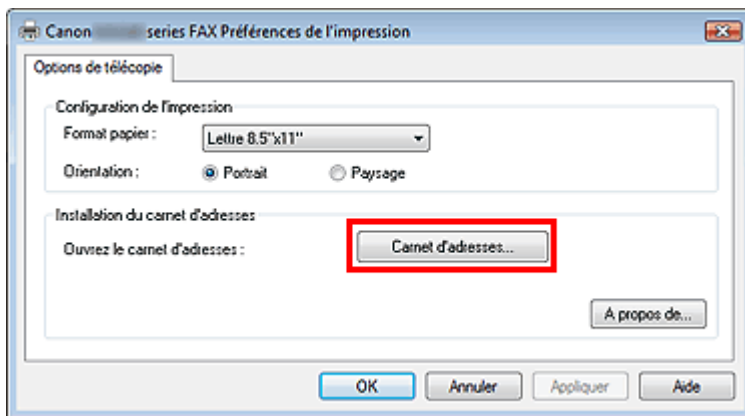 Canon series FAX Préférences de l'impression
Options de télécopie
Configuration de l'impression
Format papier :
Lettre 8.5"x11"
Orientation :
Portrait
Paysage
Installation du carnet d'adresses
Ouvrez le carnet d'adresses :
Carnet d'adresses...
A propos de...
OK
Annuler
Appliquer
Aide